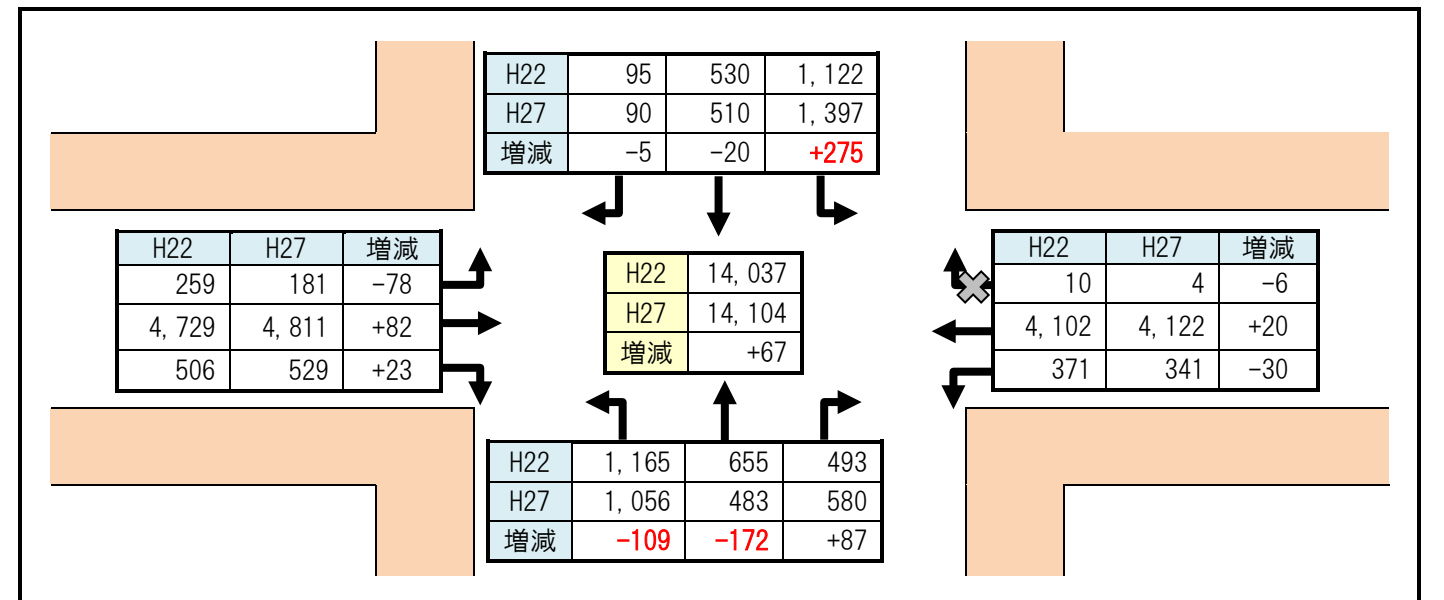 H22 95 530 1,122
H27 90 510 1,397
増減 -5 -20 +275
H22 H27 増減
259 181 -78
4,729 4,811 +82
506 529 +23
H22 14,037
H27 14,104
増減 +67
H22 H27 増減
10 4 -6
4,102 4,122 +20
371 341 -30
H22 1,165 655 493
H27 1,056 483 580
増減 -109 -172 +87